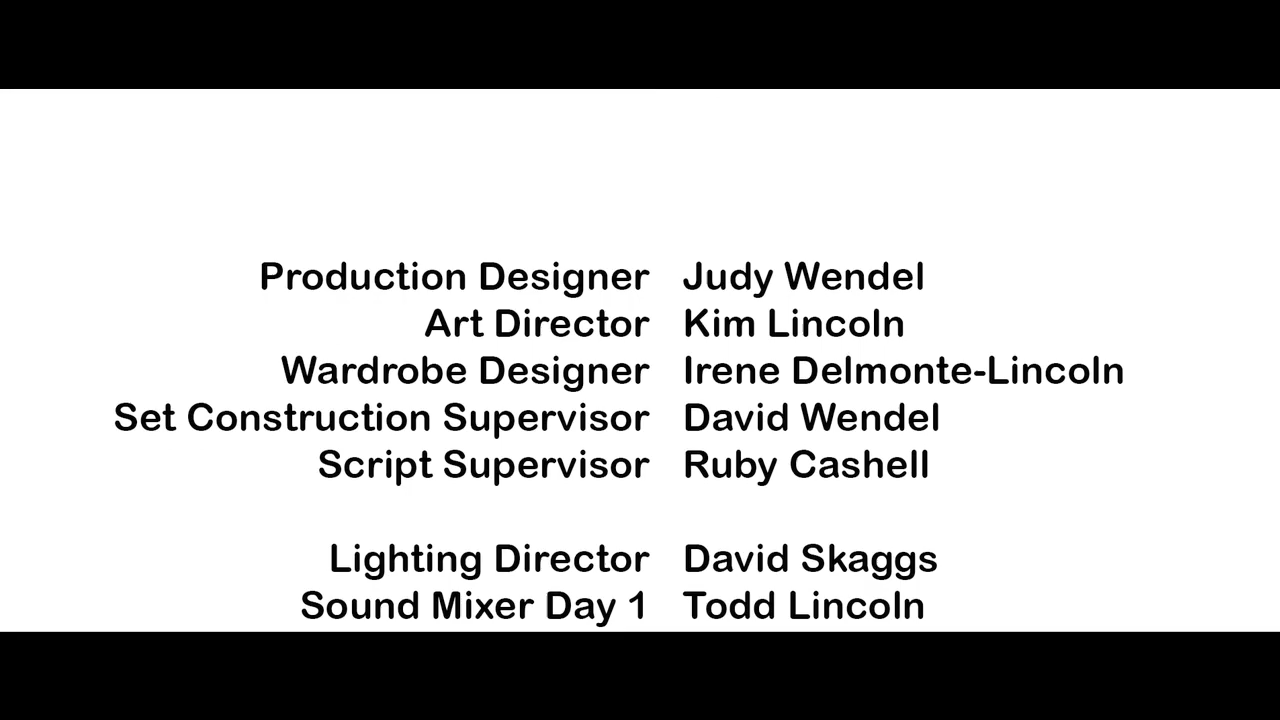 Production Designer Judy Wendel
Art Director Kim Lincoln
Wardrobe Designer Irene Delmonte-Lincoln
Set Construction Supervisor David Wendel
Script Supervisor Ruby Cashell
Lighting Director David Skaggs
Sound Mixer Day 1 Todd Lincoln